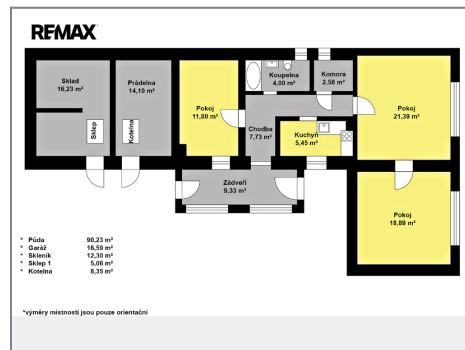 REMAX
Sklad
16,23 m²
Prádelna
14,10 m²
Pokoj
11,80 m²
Koupelna
4,00 m²
Komora
2,58 m²
Pokoj
21,39 m²
Sklep
Kotelna
Chodba
7,73 m²
Kuchyň
5,45 m²
Zádveří
9,33 m²
Pokoj
18,89 m²
* Půda 90,23 m²
* Garáž 16,59 m²
* Skleník 12,30 m²
* Sklep 1 5,06 m²
* Kotelna 8,35 m²
*výměry místností jsou pouze orientační